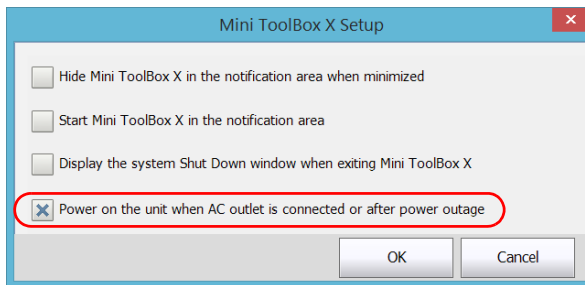 Mini ToolBox X Setup
Hide Mini ToolBox X in the notification area when minimized
Start Mini ToolBox X in the notification area
Display the system Shut Down window when exiting Mini ToolBox X
Power on the unit when AC outlet is connected or after power outage
OK Cancel